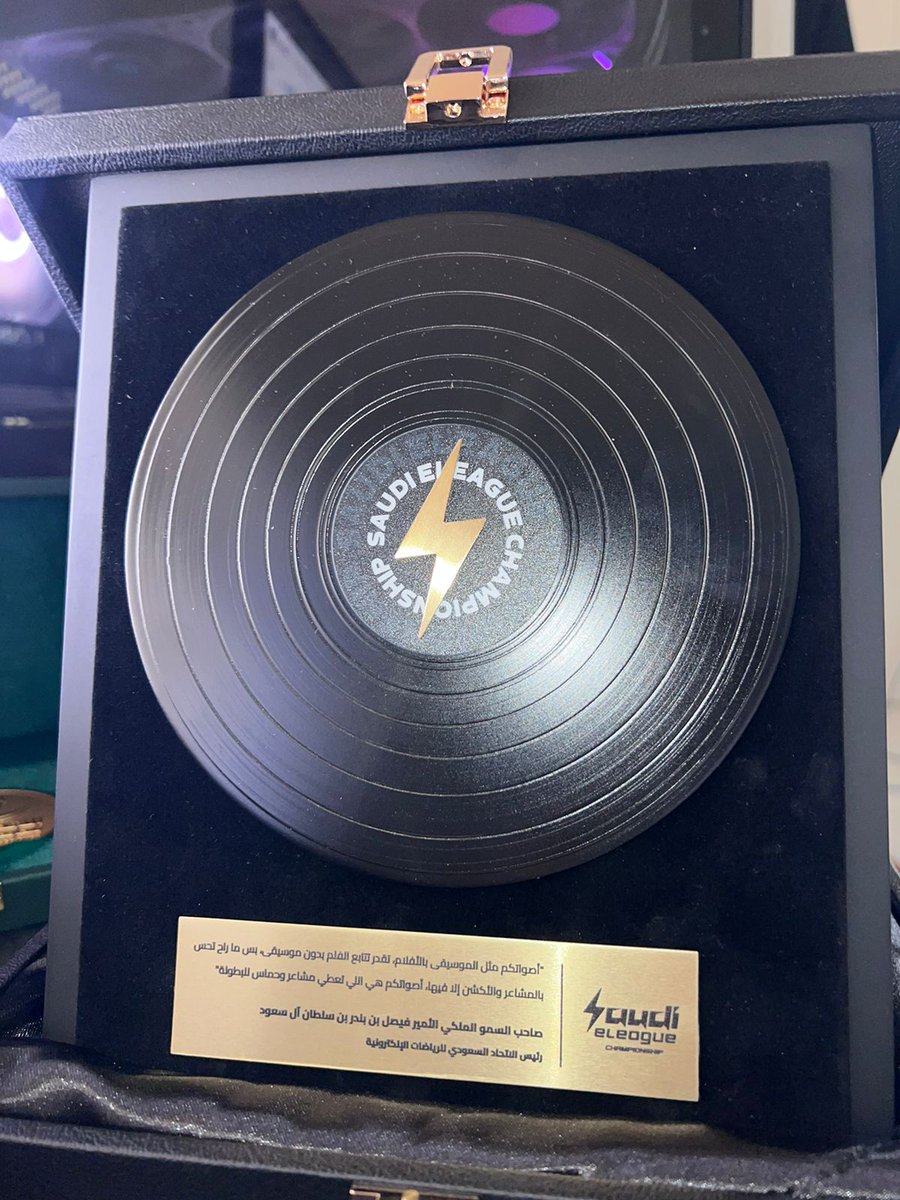 SAUDI ELEAGUE CHAMPIONSHIP
"أصواتكم مثل الموسيقى بالأفلام، تقدر تتابع الفلم بدون موسيقى، بس ما راح تحس
بالمشاعر والأكشن إلا فيها، أصواتكم هي اللي تعطي مشاعر وحماس للبطولة"
صاحب السمو الملكي الأمير فيصل بن بندر بن سلطان آل سعود
رئيس الاتحاد السعودي للرياضات الإلكترونية
saudi
eLeague
CHAMPIONSHIP